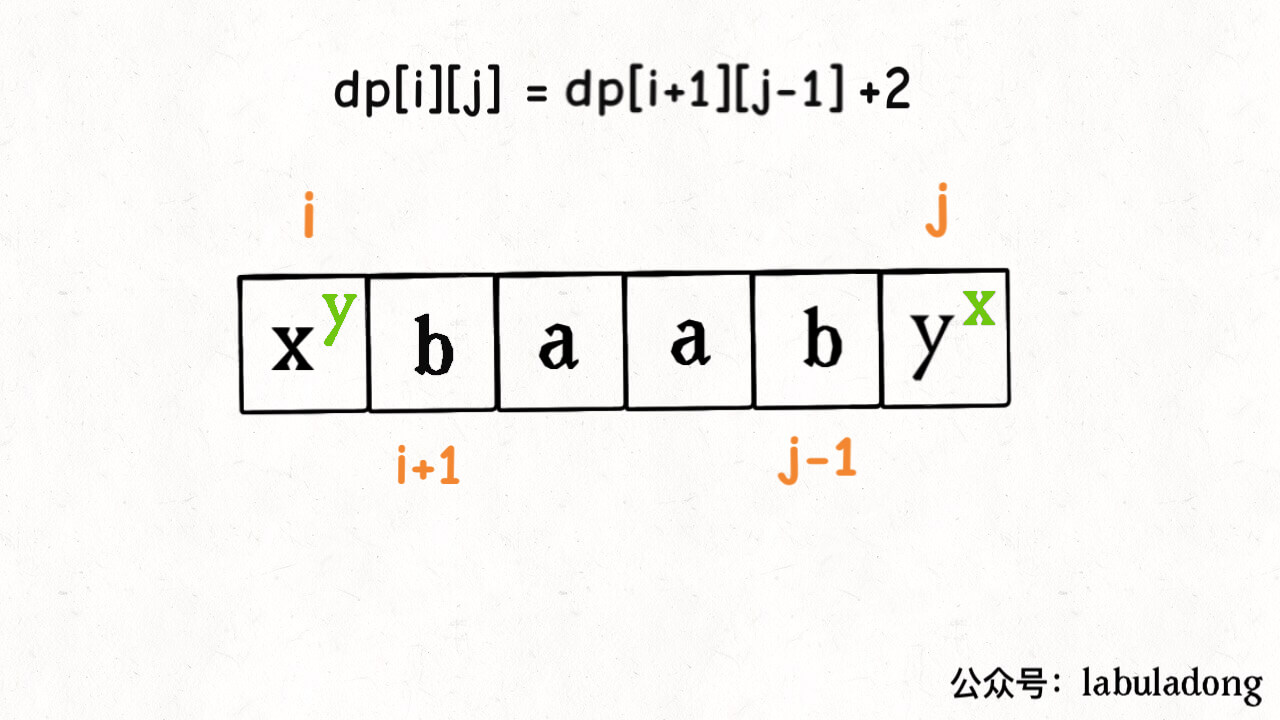 dp[i][j] = dp[i+1][j-1] +2
i j
x y b a a b y x
i+1 j-1
公众号：labuladong